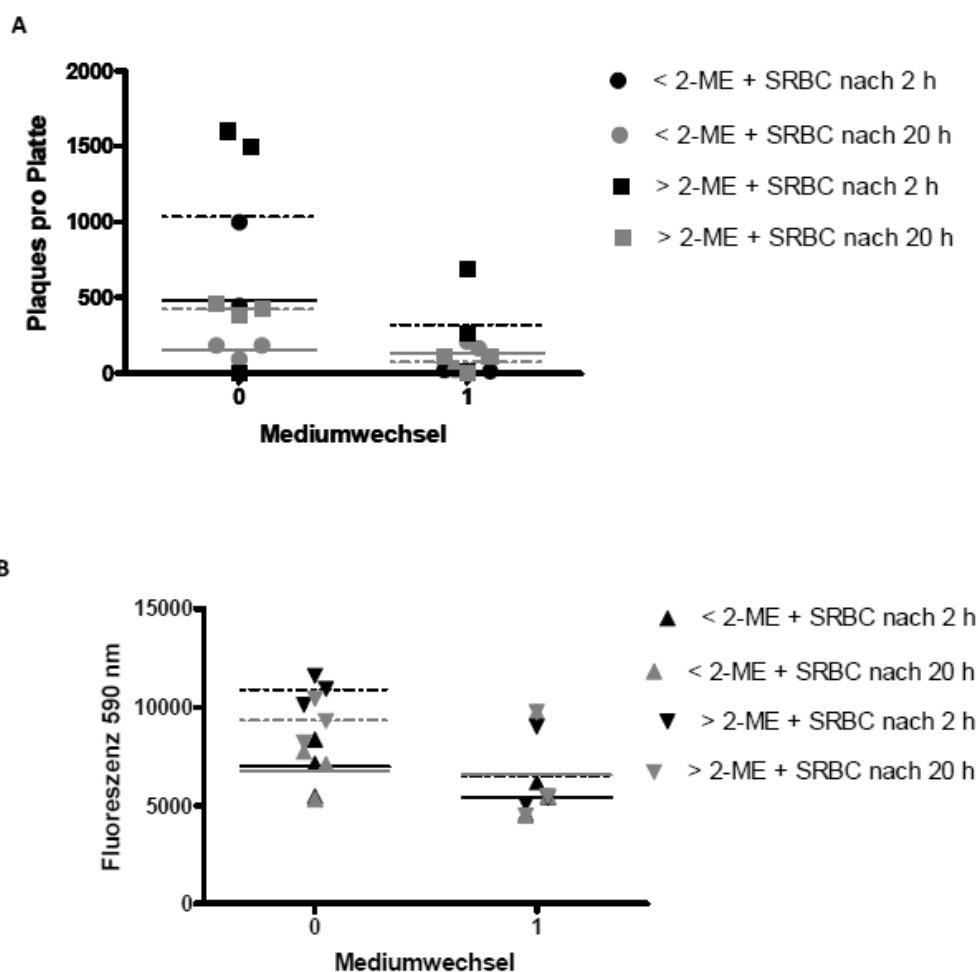 A
2000
1500
1000
500
0
Plaques pro Platte
0 1
Mediumwechsel
< 2-ME + SRBC nach 2 h
< 2-ME + SRBC nach 20 h
> 2-ME + SRBC nach 2 h
> 2-ME + SRBC nach 20 h
B
15000
10000
5000
0
Fluoreszenz 590 nm
0 1
Mediumwechsel
< 2-ME + SRBC nach 2 h
< 2-ME + SRBC nach 20 h
> 2-ME + SRBC nach 2 h
> 2-ME + SRBC nach 20 h